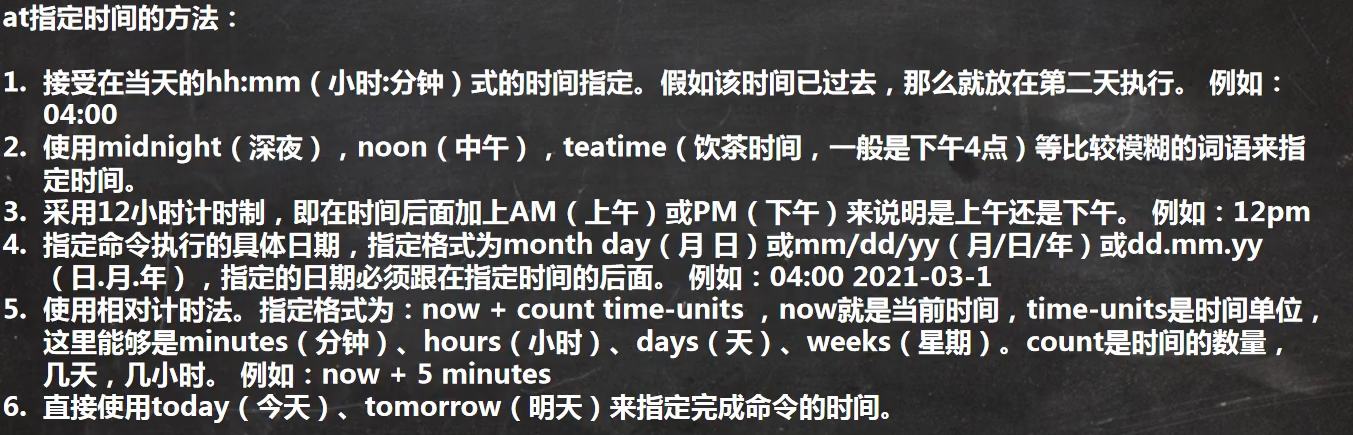 at指定时间的方法：
1. 接受在当天的hh:mm（小时:分钟）式的时间指定。假如该时间已过去，那么就放在第二天执行。 例如：
04:00
2. 使用midnight（深夜），noon（中午），teatime（饮茶时间，一般是下午4点）等比较模糊的词语来指
定时间。
3. 采用12小时计时制，即在时间后面加上AM（上午）或PM（下午）来说明是上午还是下午。 例如：12pm
4. 指定命令执行的具体日期，指定格式为month day（月 日）或mm/dd/yy（月/日/年）或dd.mm.yy
（日.月.年），指定的日期必须跟在指定时间的后面。 例如：04:00 2021-03-1
5. 使用相对计时法。指定格式为：now + count time-units ，now就是当前时间，time-units是时间单位，
这里能够是minutes（分钟）、hours（小时）、days（天）、weeks（星期）。count是时间的数量，
几天，几小时。 例如：now + 5 minutes
6. 直接使用today（今天）、tomorrow（明天）来指定完成命令的时间。